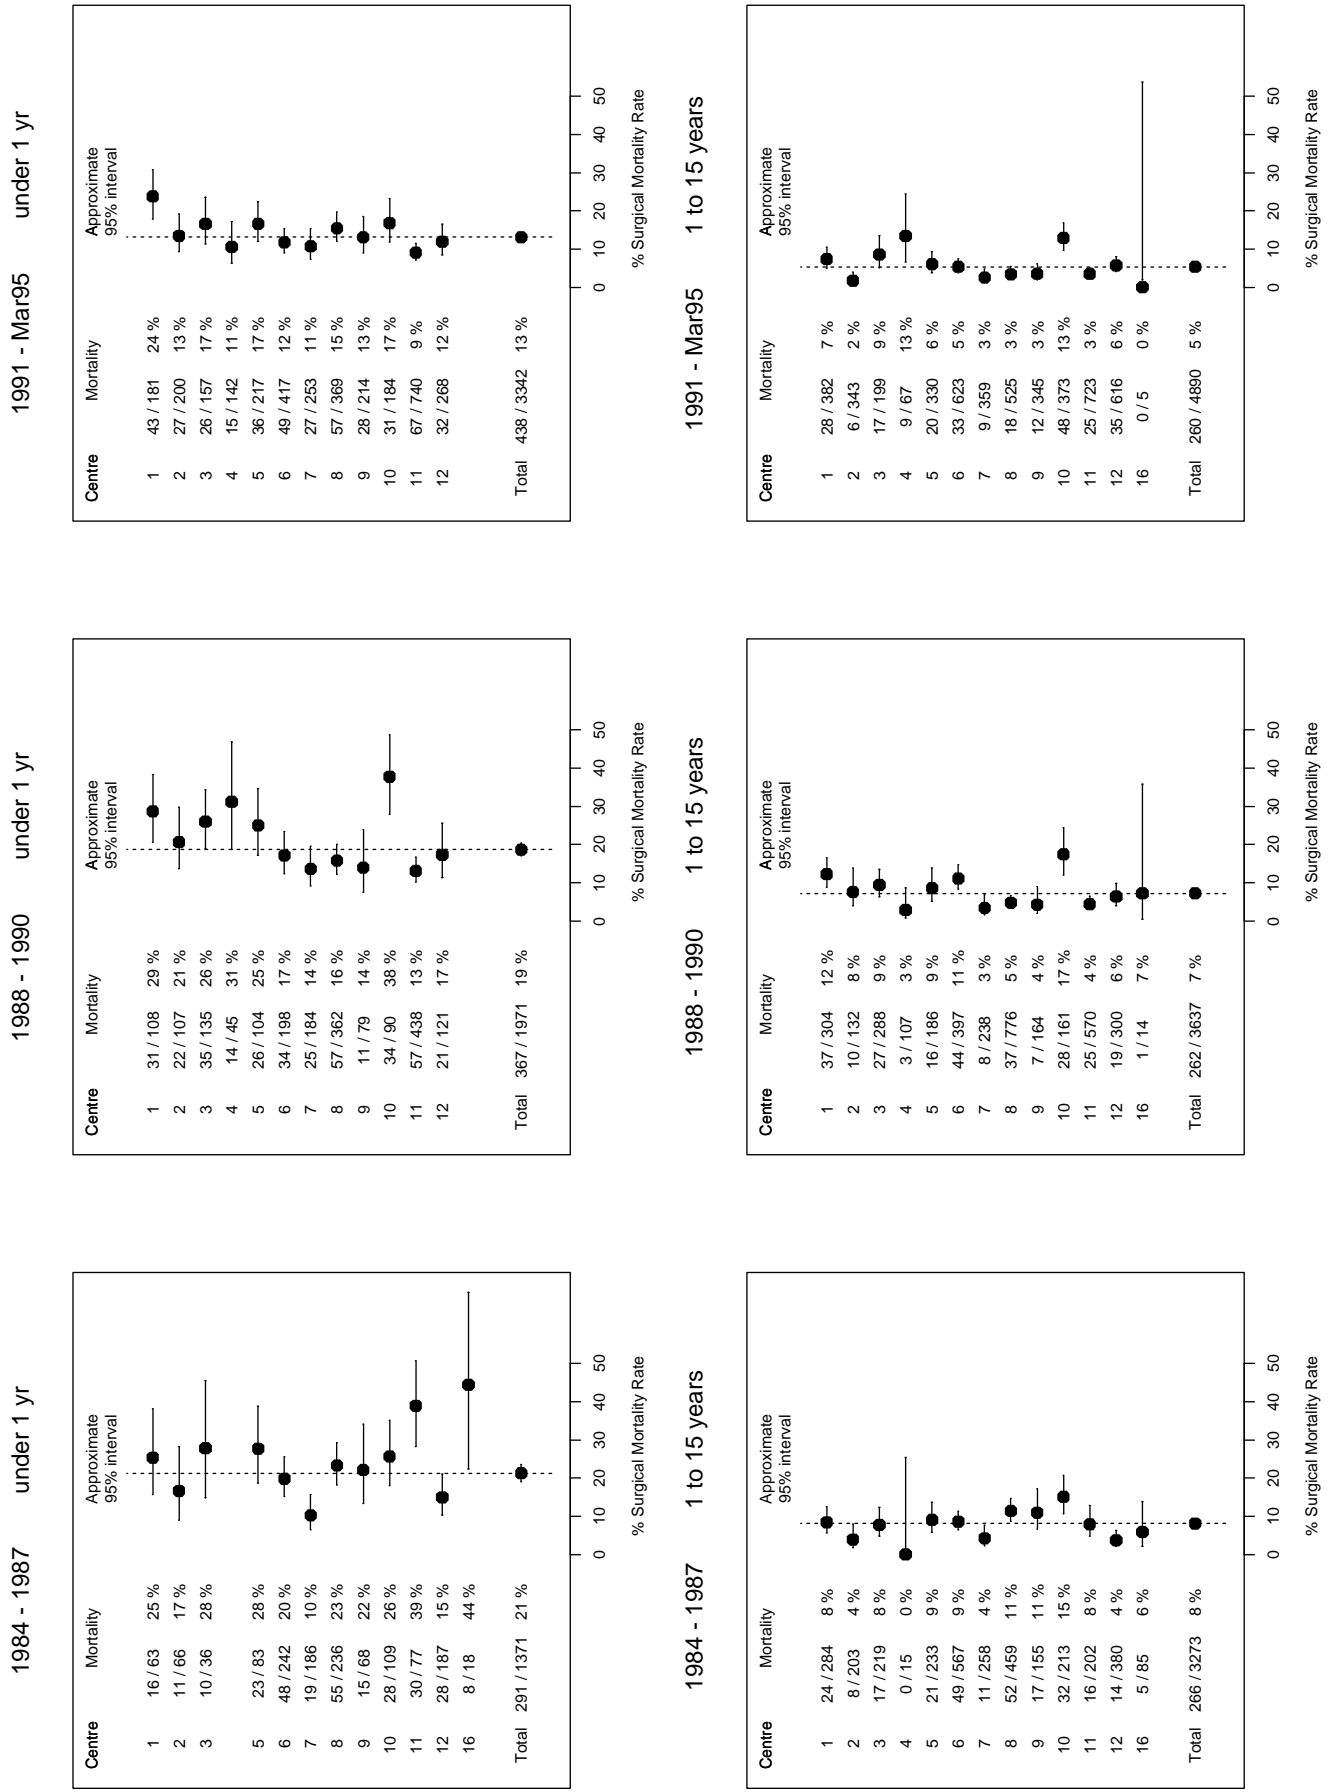 1984 - 1987 under 1 yr
Centre Mortality Approximate
95% interval
1 16 / 63 25 %
2 11 / 66 17 %
3 10 / 36 28 %
5 23 / 83 28 %
6 48 / 242 20 %
7 19 / 186 10 %
8 55 / 236 23 %
9 15 / 68 22 %
10 28 / 109 26 %
11 30 / 77 39 %
12 28 / 187 15 %
16 8 / 18 44 %
Total 291 / 1371 21 %
0 10 20 30 40 50
% Surgical Mortality Rate
1988 - 1990 under 1 yr
Centre Mortality Approximate
95% interval
1 31 / 108 29 %
2 22 / 107 21 %
3 35 / 135 26 %
4 14 / 45 31 %
5 26 / 104 25 %
6 34 / 198 17 %
7 25 / 184 14 %
8 57 / 362 16 %
9 11 / 79 14 %
10 34 / 90 38 %
11 57 / 438 13 %
12 21 / 121 17 %
Total 367 / 1971 19 %
0 10 20 30 40 50
% Surgical Mortality Rate
1991 - Mar95 under 1 yr
Centre Mortality Approximate
95% interval
1 43 / 181 24 %
2 27 / 200 13 %
3 26 / 157 17 %
4 15 / 142 11 %
5 36 / 217 17 %
6 49 / 417 12 %
7 27 / 253 11 %
8 57 / 369 15 %
9 28 / 214 13 %
10 31 / 184 17 %
11 67 / 740 9 %
12 32 / 268 12 %
Total 438 / 3342 13 %
0 10 20 30 40 50
% Surgical Mortality Rate
1984 - 1987 1 to 15 years
Centre Mortality Approximate
95% interval
1 24 / 284 8 %
2 8 / 203 4 %
3 17 / 219 8 %
4 0 / 15 0 %
5 21 / 233 9 %
6 49 / 567 9 %
7 11 / 258 4 %
8 52 / 459 11 %
9 17 / 155 11 %
10 32 / 213 15 %
11 16 / 202 8 %
12 14 / 380 4 %
16 5 / 85 6 %
Total 266 / 3273 8 %
0 10 20 30 40 50
% Surgical Mortality Rate
1988 - 1990 1 to 15 years
Centre Mortality Approximate
95% interval
1 37 / 304 12 %
2 10 / 132 8 %
3 27 / 288 9 %
4 3 / 107 3 %
5 16 / 186 9 %
6 44 / 397 11 %
7 8 / 238 3 %
8 37 / 776 5 %
9 7 / 164 4 %
10 28 / 161 17 %
11 25 / 570 4 %
12 19 / 300 6 %
16 1 / 14 7 %
Total 262 / 3637 7 %
0 10 20 30 40 50
% Surgical Mortality Rate
1991 - Mar95 1 to 15 years
Centre Mortality Approximate
95% interval
1 28 / 382 7 %
2 6 / 343 2 %
3 17 / 199 9 %
4 9 / 67 13 %
5 20 / 330 6 %
6 33 / 623 5 %
7 9 / 359 3 %
8 18 / 525 3 %
9 12 / 345 3 %
10 48 / 373 13 %
11 25 / 723 3 %
12 35 / 616 6 %
16 0 / 5 0 %
Total 260 / 4890 5 %
0 10 20 30 40 50
% Surgical Mortality Rate